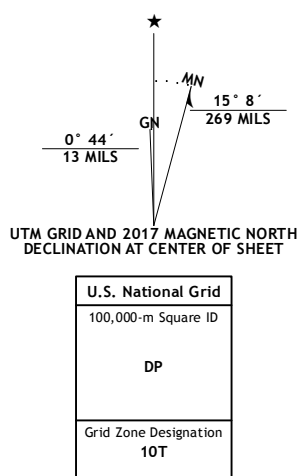 ★
MN
GN
15° 8´
269 MILS
0° 44´
13 MILS
UTM GRID AND 2017 MAGNETIC NORTH
DECLINATION AT CENTER OF SHEET
U.S. National Grid
100,000-m Square ID
DP
Grid Zone Designation
10T